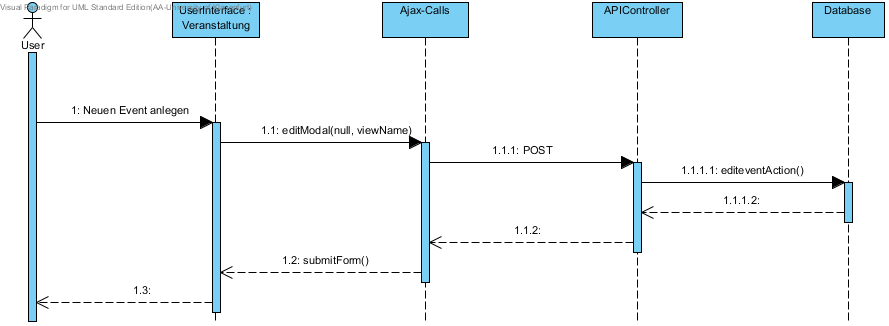 Visual Paradigm for UML Standard Edition(AA-Uni
UserInterface :
Veranstaltung
Ajax-Calls
APIController
Database
User
1: Neuen Event anlegen
1.1: editModal(null, viewName)
1.1.1: POST
1.1.1.1: editeventAction()
1.1.1.2:
1.1.2:
1.2: submitForm()
1.3: